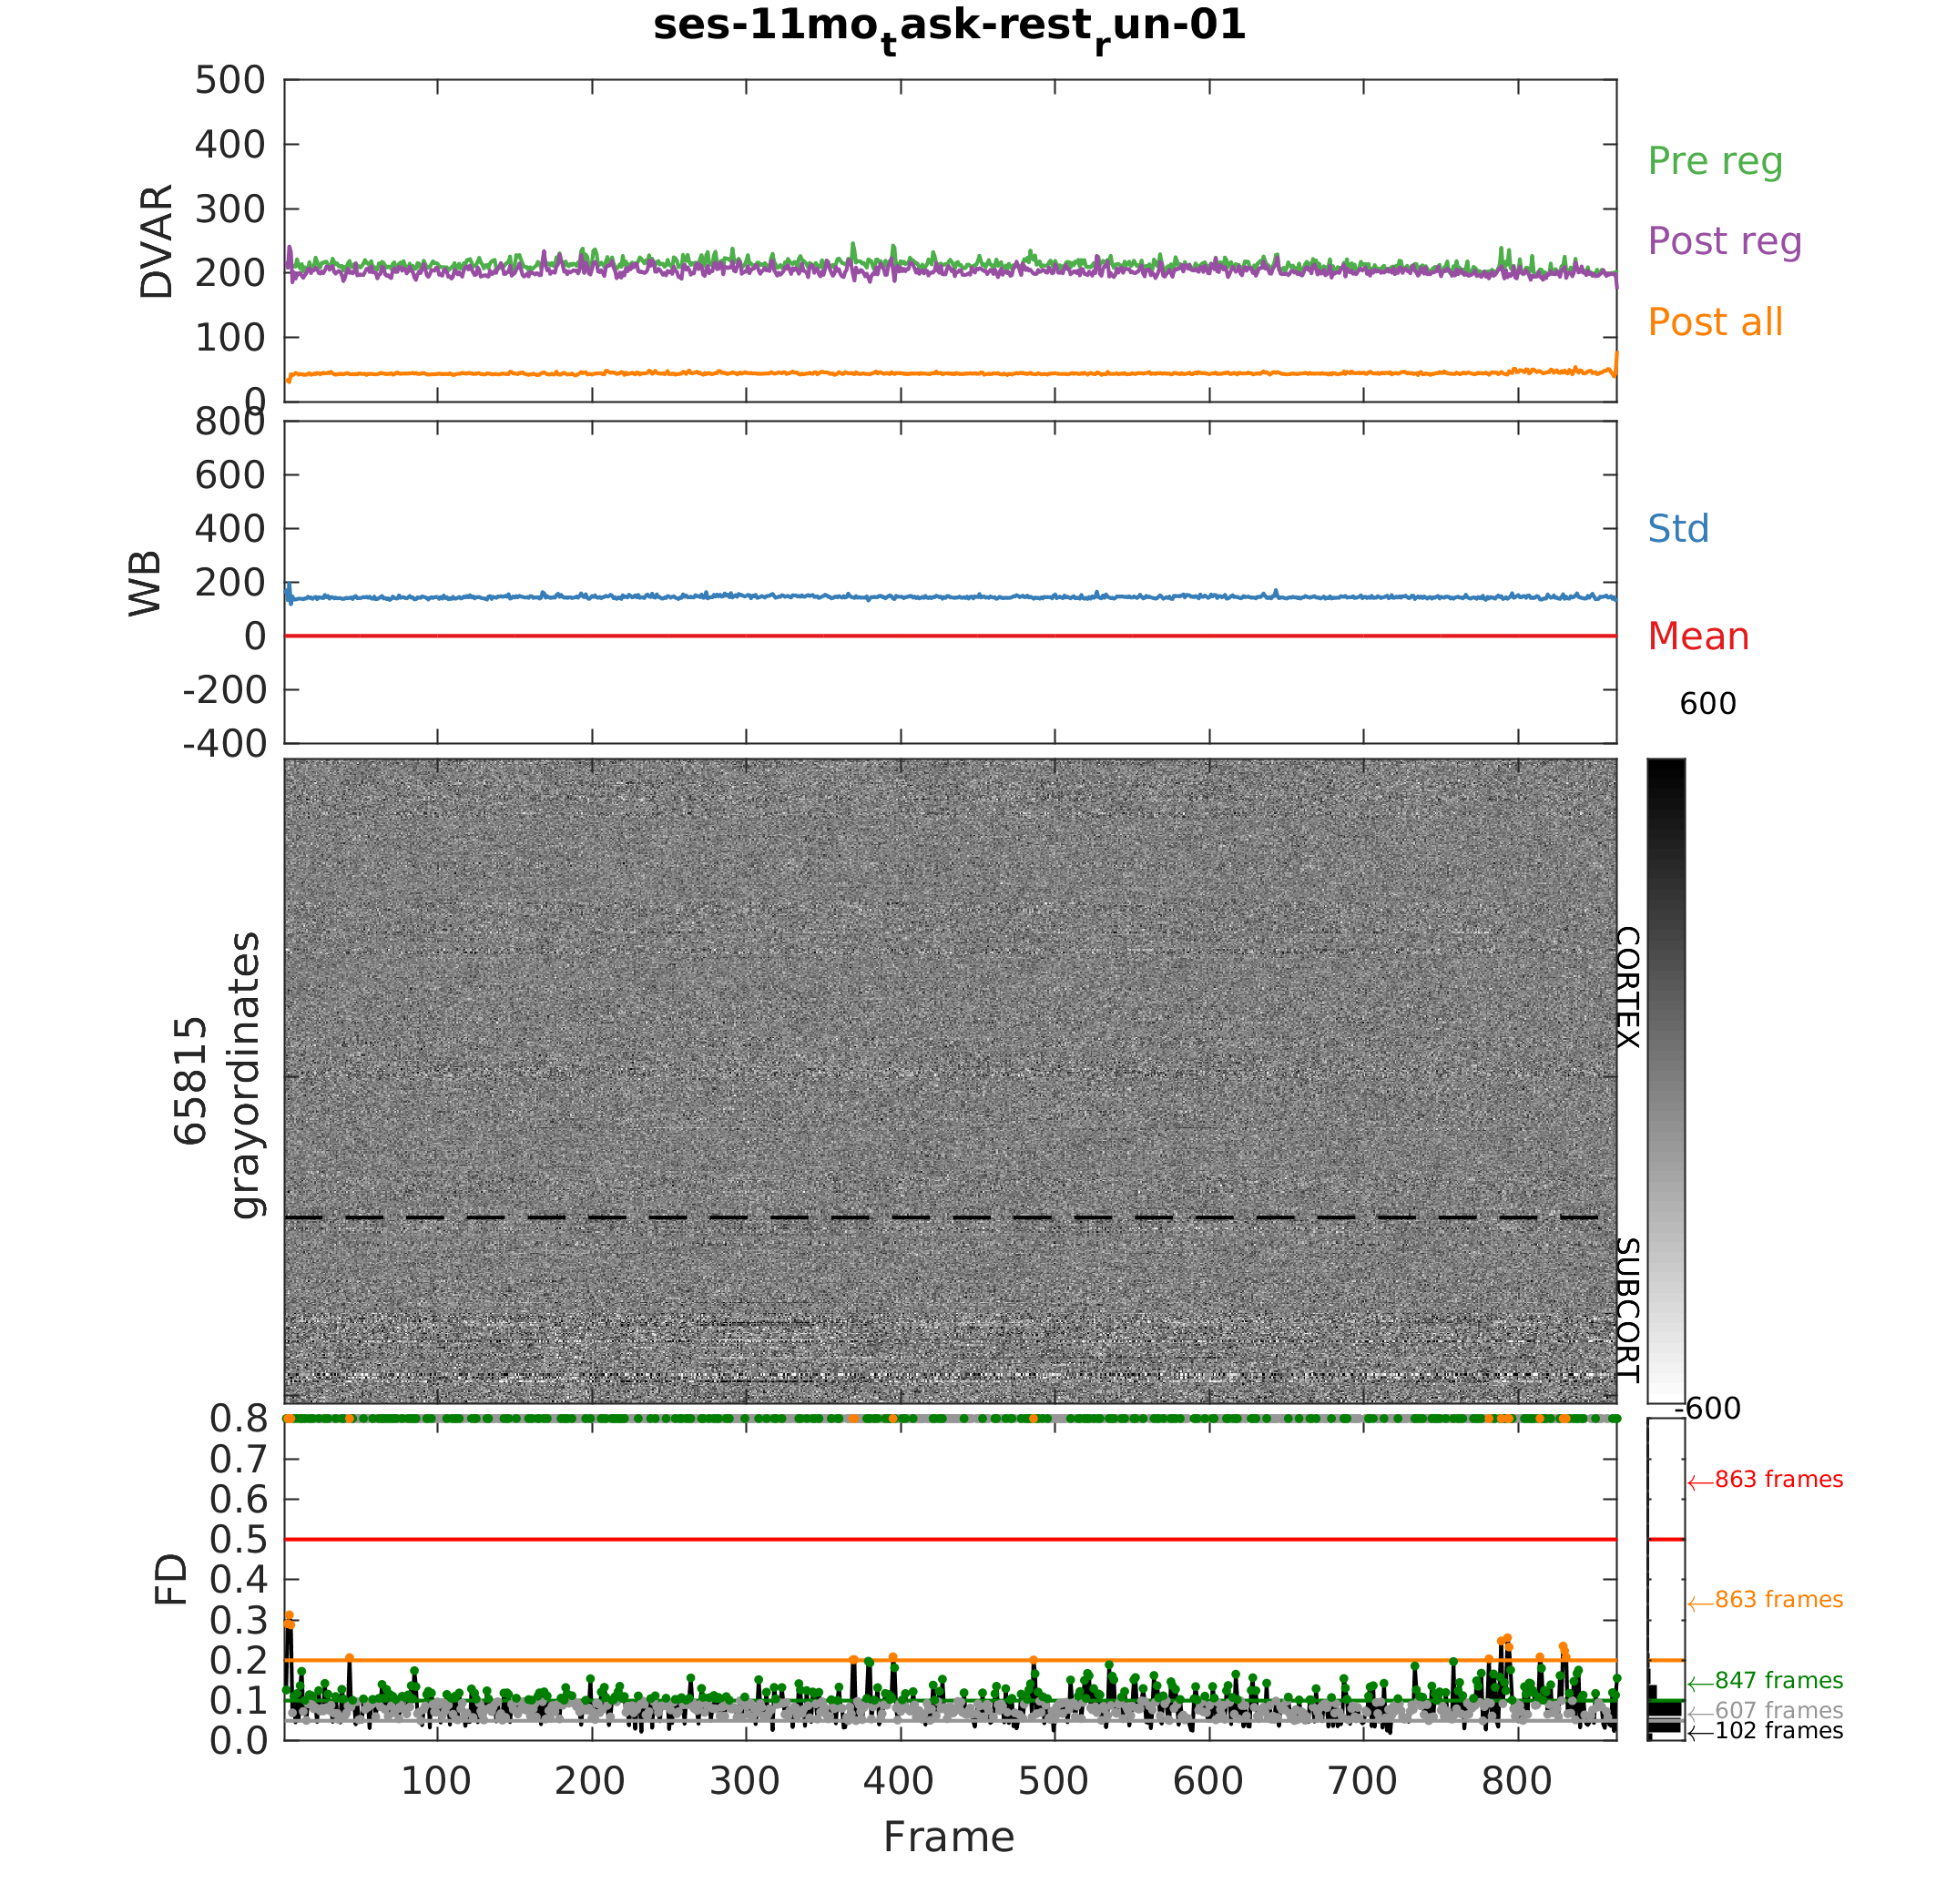 ses-11mo_task-rest_run-01
500
400
300
200
100
0
DVAR
Pre reg
Post reg
Post all
800
600
400
200
0
-200
-400
WB
Std
Mean
600
65815
grayordinates
CORTEX
SUBCORT
-600
0.8
0.7
0.6
0.5
0.4
0.3
0.2
0.1
0.0
FD
←863 frames
←863 frames
←847 frames
←607 frames
←102 frames
100 200 300 400 500 600 700 800
Frame